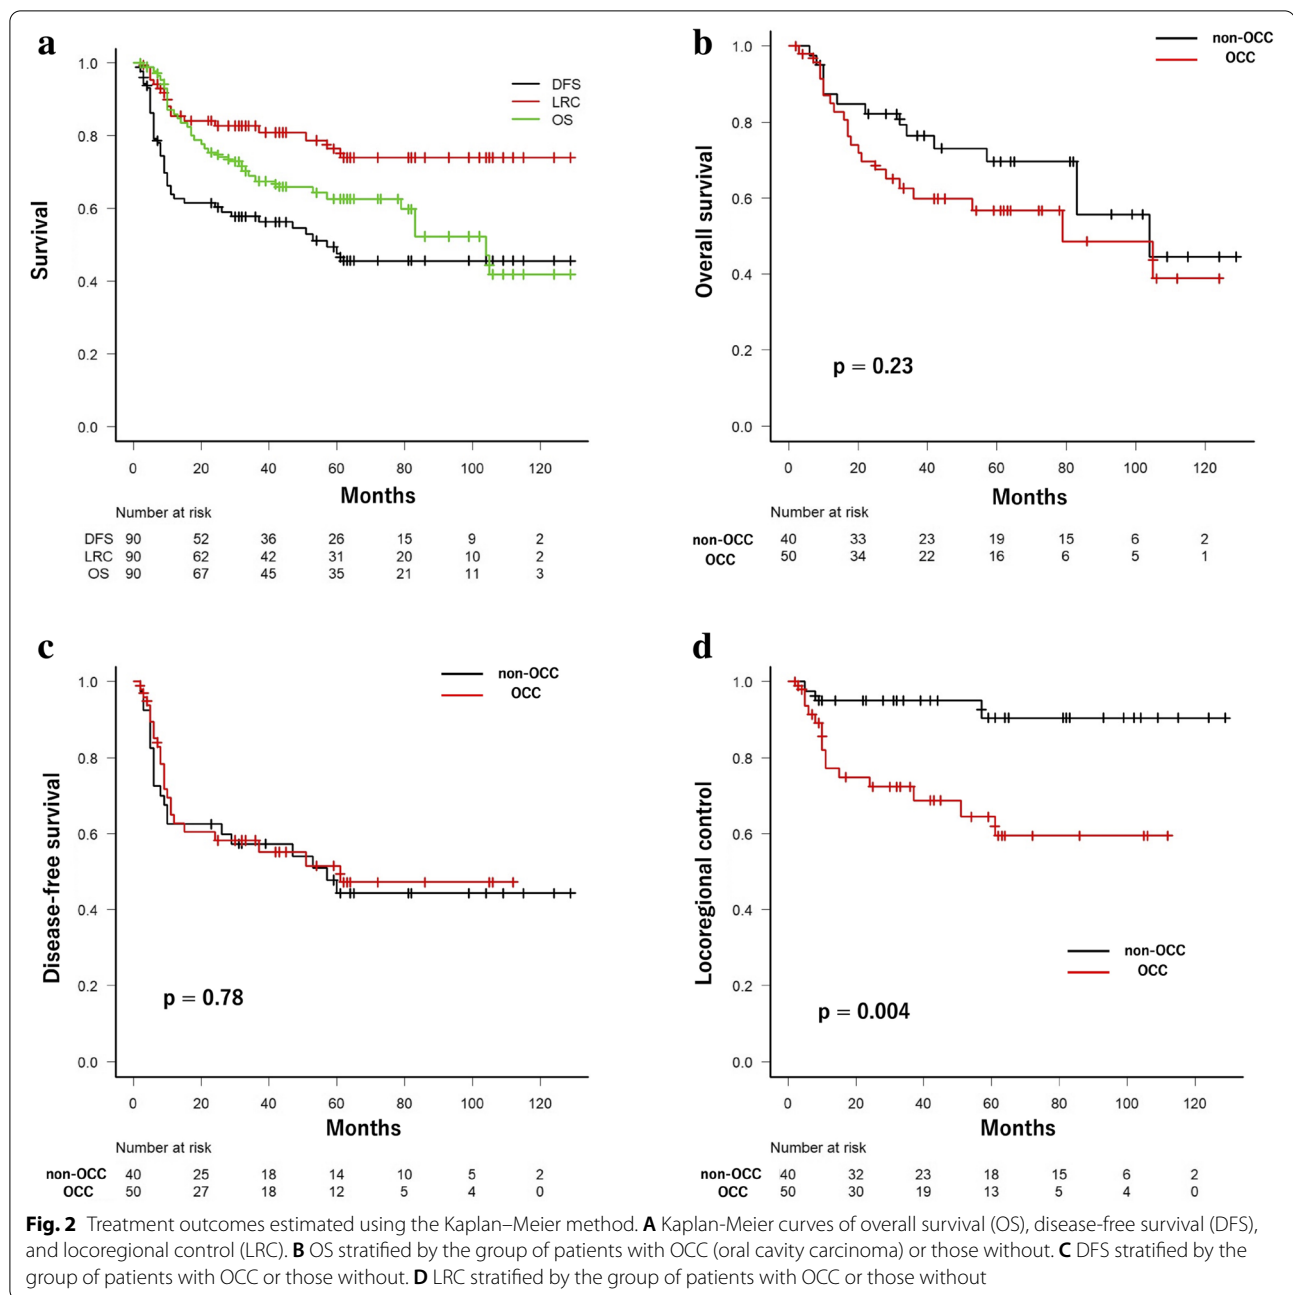 a
1.0
0.8
0.6
0.4
0.2
0.0
Survival
DFS
LRC
OS
0 20 40 60 80 100 120
Months
Number at risk
DFS 90 52 36 26 15 9 2
LRC 90 62 42 31 20 10 2
OS 90 67 45 35 21 11 3
b
1.0
0.8
0.6
0.4
0.2
0.0
Overall survival
non-OCC
OCC
p = 0.23
0 20 40 60 80 100 120
Months
Number at risk
non-OCC 40 33 23 19 15 6 2
OCC 50 34 22 16 6 5 1
c
1.0
0.8
0.6
0.4
0.2
0.0
Disease-free survival
non-OCC
OCC
p = 0.78
0 20 40 60 80 100 120
Months
Number at risk
non-OCC 40 25 18 14 10 5 2
OCC 50 27 18 12 5 4 0
d
1.0
0.8
0.6
0.4
0.2
0.0
Locoregional control
non-OCC
OCC
p = 0.004
0 20 40 60 80 100 120
Months
Number at risk
non-OCC 40 32 23 18 15 6 2
OCC 50 30 19 13 5 4 0
Fig. 2 Treatment outcomes estimated using the Kaplan–Meier method. A Kaplan-Meier curves of overall survival (OS), disease-free survival (DFS),
and locoregional control (LRC). B OS stratified by the group of patients with OCC (oral cavity carcinoma) or those without. C DFS stratified by the
group of patients with OCC or those without. D LRC stratified by the group of patients with OCC or those without